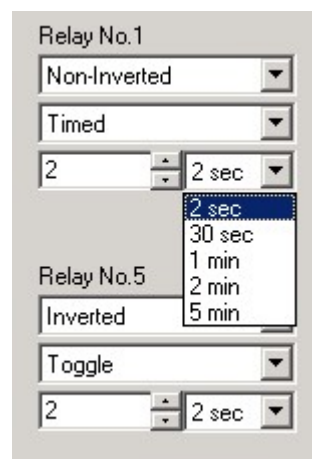 Relay No.1
Non-Inverted
Timed
2 2 sec
2 sec
30 sec
1 min
2 min
5 min
Relay No.5
Inverted
Toggle
2 2 sec